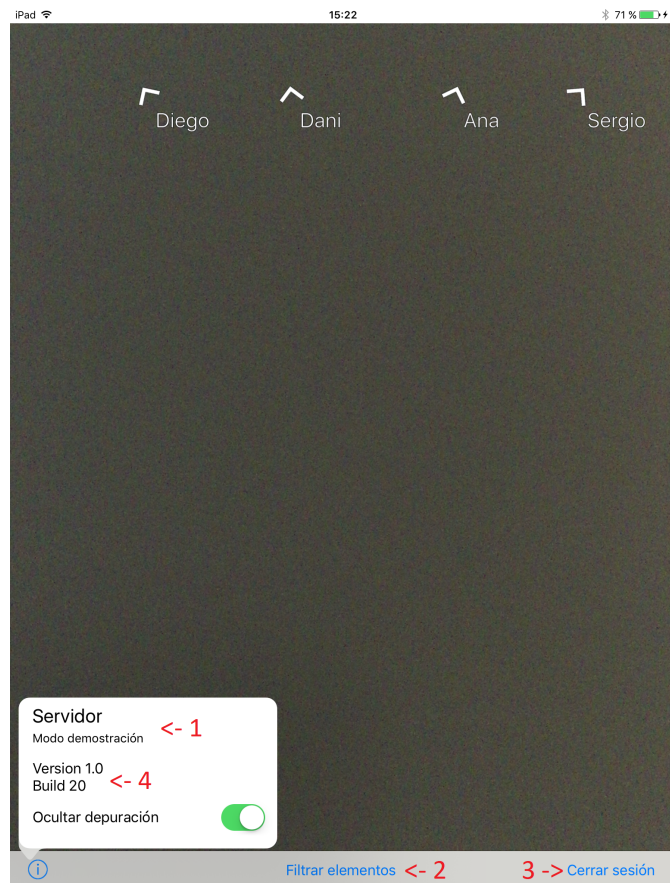 iPad 15:22 71 %
Diego Dani Ana Sergio
Servidor <- 1
Modo demostración
Version 1.0
Build 20 <- 4
Ocultar depuración
Filtrar elementos <- 2 3 -> Cerrar sesión